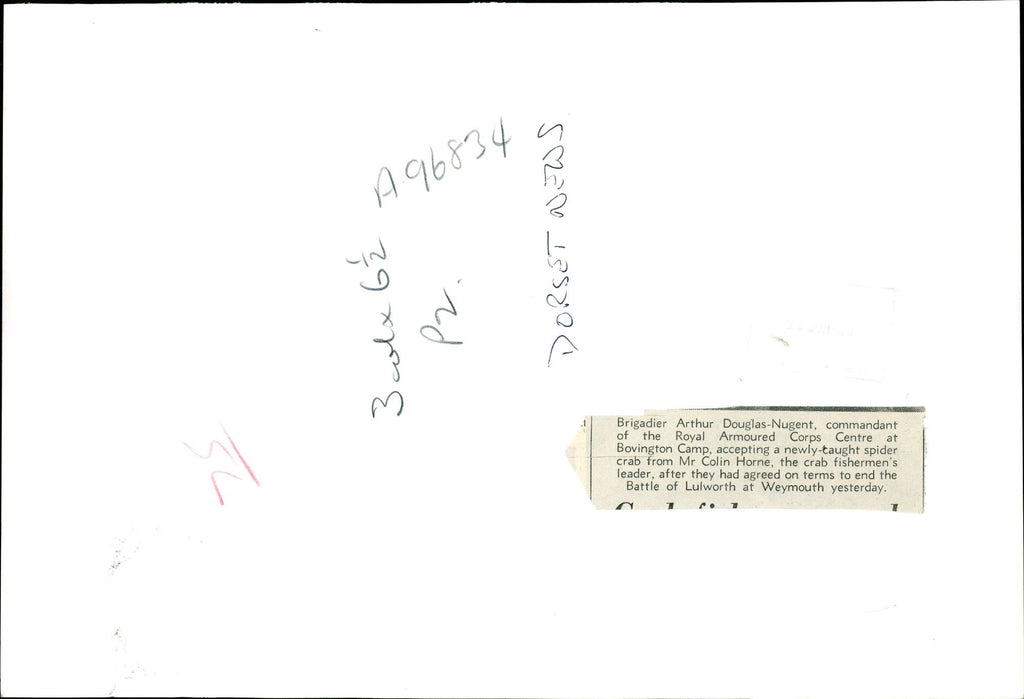 A96834
3 cols x 6½
P2.
DORSET NEWS
Brigadier Arthur Douglas-Nugent, commandant
of the Royal Armoured Corps Centre at
Bovington Camp, accepting a newly-taught spider
crab from Mr Colin Horne, the crab fishermen's
leader, after they had agreed on terms to end the
Battle of Lulworth at Weymouth yesterday.